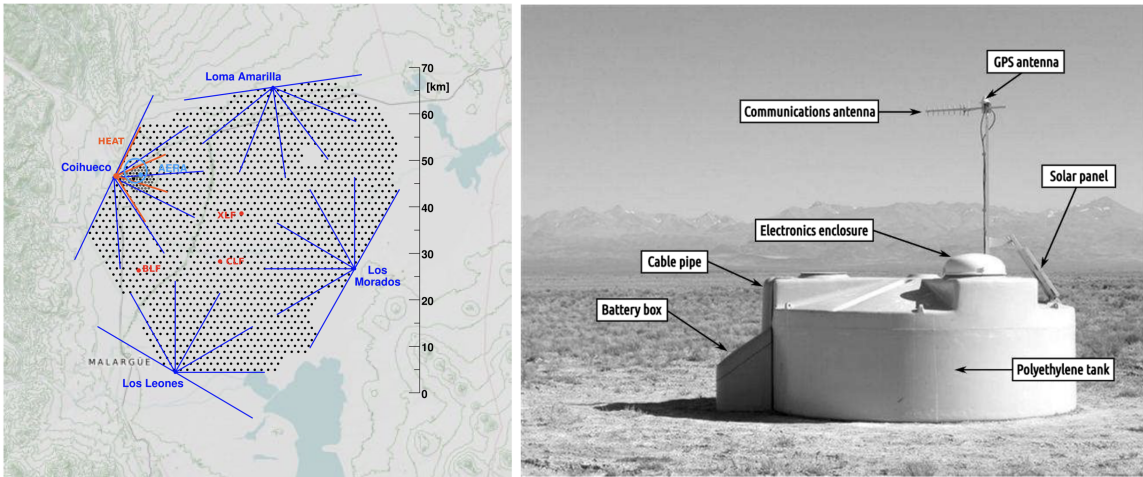 Loma Amarilla
HEAT
AERA
Coihueco
XLF
CLF
BLF
Los
Morados
MALARGÜE
Los Leones
70
[km]
60
50
40
30
20
10
0
GPS antenna
Communications antenna
Solar panel
Electronics enclosure
Cable pipe
Battery box
Polyethylene tank